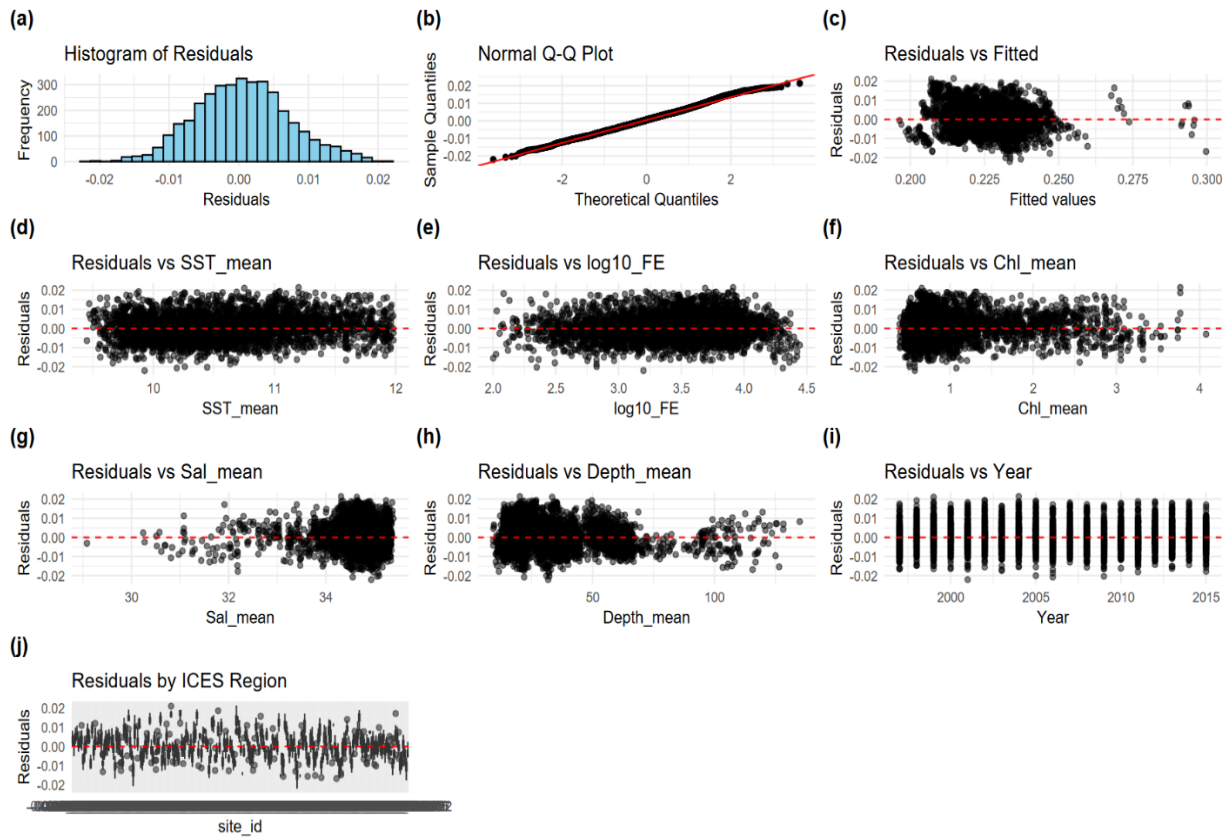 (a)
Histogram of Residuals
Frequency
300
200
100
0
-0.02 -0.01 0.00 0.01 0.02
Residuals
(b)
Normal Q-Q Plot
Sample Quantiles
0.02
0.01
0.00
-0.01
-0.02
-2 0 2
Theoretical Quantiles
(c)
Residuals vs Fitted
Residuals
0.02
0.01
0.00
-0.01
-0.02
0.200 0.225 0.250 0.275 0.300
Fitted values
(d)
Residuals vs SST_mean
Residuals
0.02
0.01
0.00
-0.01
-0.02
10 11 12
SST_mean
(e)
Residuals vs log10_FE
Residuals
0.02
0.01
0.00
-0.01
-0.02
2.0 2.5 3.0 3.5 4.0 4.5
log10_FE
(f)
Residuals vs Chl_mean
Residuals
0.02
0.01
0.00
-0.01
-0.02
1 2 3 4
Chl_mean
(g)
Residuals vs Sal_mean
Residuals
0.02
0.01
0.00
-0.01
-0.02
30 32 34
Sal_mean
(h)
Residuals vs Depth_mean
Residuals
0.02
0.01
0.00
-0.01
-0.02
50 100
Depth_mean
(i)
Residuals vs Year
Residuals
0.02
0.01
0.00
-0.01
-0.02
2000 2005 2010 2015
Year
(j)
Residuals by ICES Region
Residuals
0.02
0.01
0.00
-0.01
-0.02
site_id